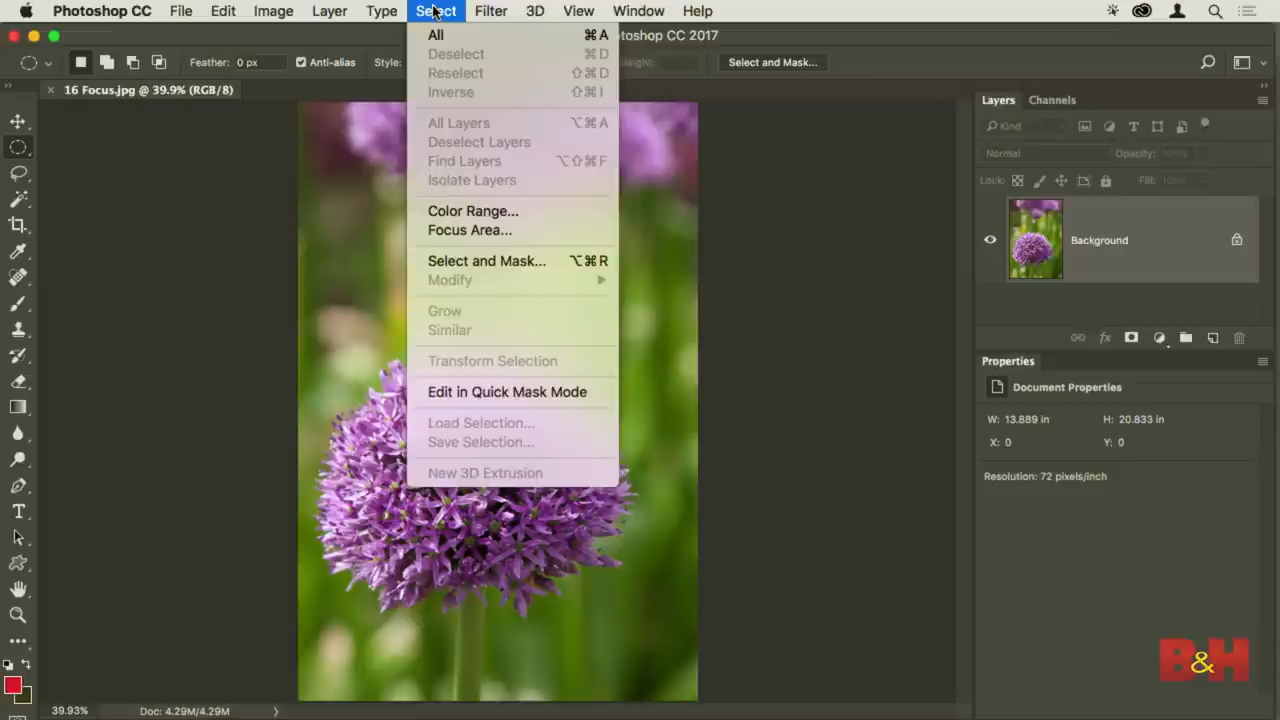 Photoshop CC File Edit Image Layer Type Select Filter 3D View Window Help
otoshop CC 2017
Feather: 0 px Anti-alias Style: Height: Select and Mask...
16 Focus.jpg @ 39.9% (RGB/8)
All ⌘A
Deselect ⌘D
Reselect ⇧⌘D
Inverse ⇧⌘I
All Layers ⌥⌘A
Deselect Layers
Find Layers ⌥⇧⌘F
Isolate Layers
Color Range...
Focus Area...
Select and Mask... ⌥⌘R
Modify
Grow
Similar
Transform Selection
Edit in Quick Mask Mode
Load Selection...
Save Selection...
New 3D Extrusion
Layers Channels
Kind
Normal Opacity: 100%
Lock: Fill: 100%
Background
Properties
Document Properties
W: 13.889 in H: 20.833 in
X: 0 Y: 0
Resolution: 72 pixels/inch
B&H
39.93% Doc: 4.29M/4.29M